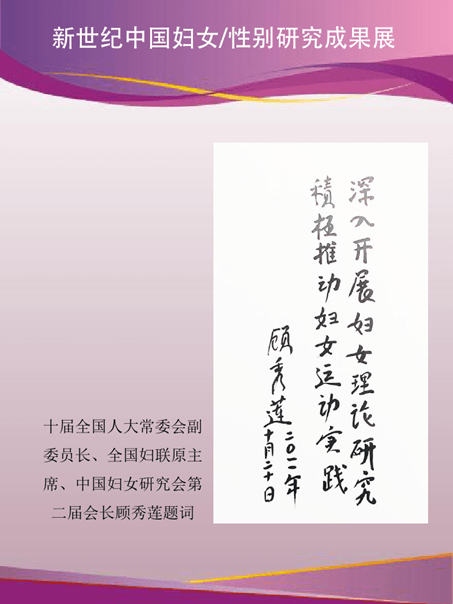 新世纪中国妇女/性别研究成果展
深入开展妇女理论研究
積极推动妇女运动实践
顾秀莲
二〇一一年
十月二十日
十届全国人大常委会副
委员长、全国妇联原主
席、中国妇女研究会第
二届会长顾秀莲题词